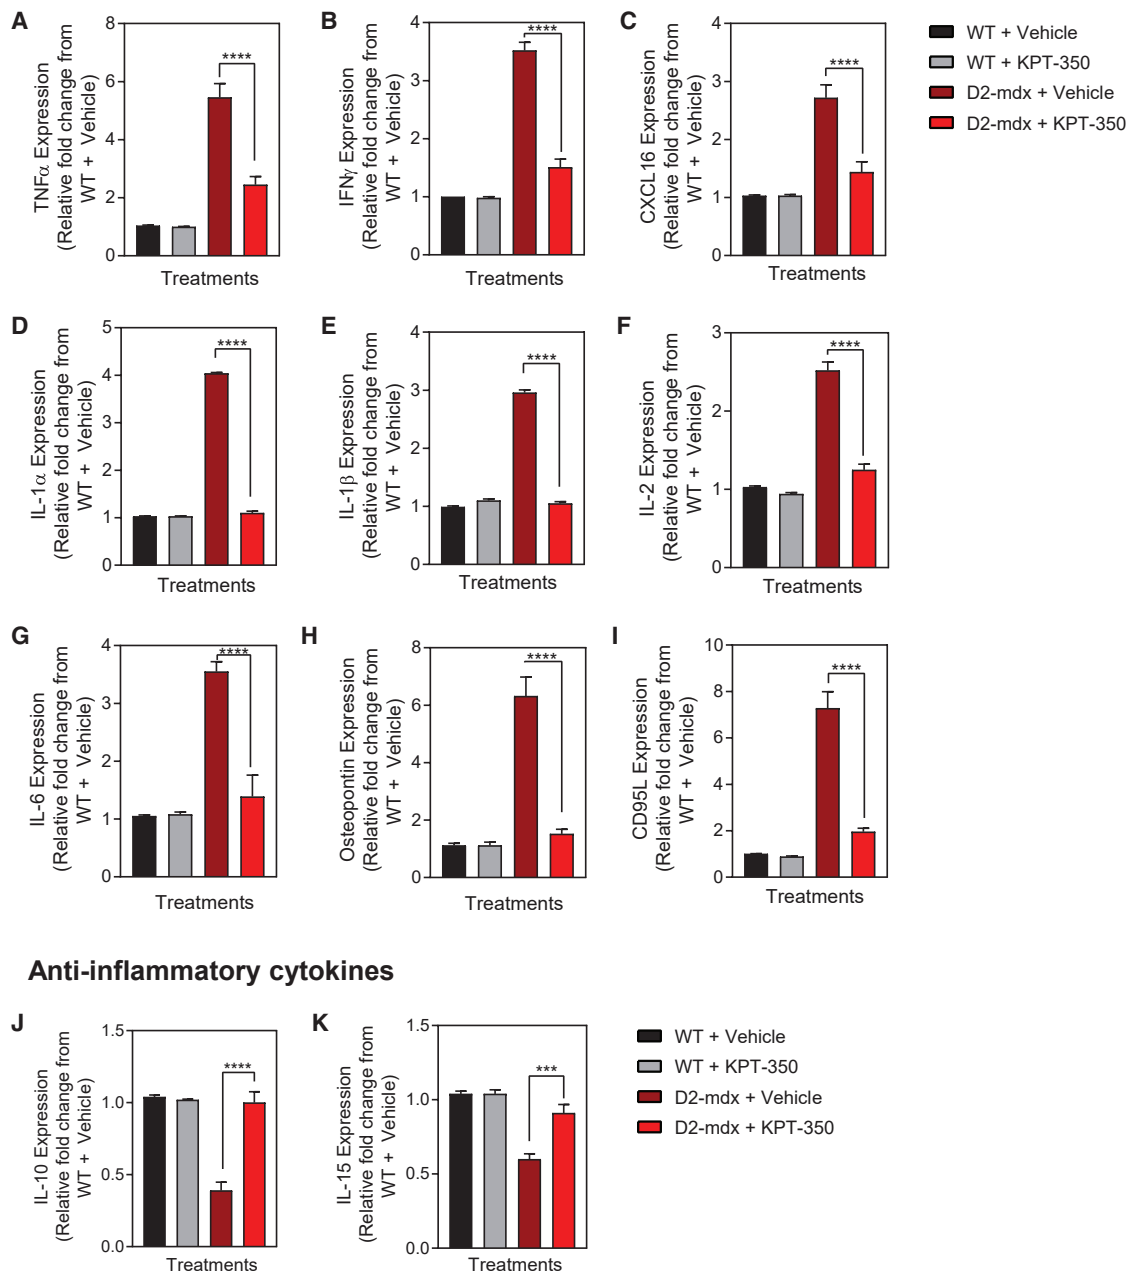 A
TNFα Expression
(Relative fold change from
WT + Vehicle)
8
6
4
2
0
****
Treatments
B
IFNγ Expression
(Relative fold change from
WT + Vehicle)
4
3
2
1
0
****
Treatments
C
CXCL16 Expression
(Relative fold change from
WT + Vehicle)
4
3
2
1
0
****
Treatments
WT + Vehicle
WT + KPT-350
D2-mdx + Vehicle
D2-mdx + KPT-350
D
IL-1α Expression
(Relative fold change from
WT + Vehicle)
5
4
3
2
1
0
****
Treatments
E
IL-1β Expression
(Relative fold change from
WT + Vehicle)
4
3
2
1
0
****
Treatments
F
IL-2 Expression
(Relative fold change from
WT + Vehicle)
3
2
1
0
****
Treatments
G
IL-6 Expression
(Relative fold change from
WT + Vehicle)
4
3
2
1
0
****
Treatments
H
Osteopontin Expression
(Relative fold change from
WT + Vehicle)
8
6
4
2
0
****
Treatments
I
CD95L Expression
(Relative fold change from
WT + Vehicle)
10
8
6
4
2
0
****
Treatments
Anti-inflammatory cytokines
J
IL-10 Expression
(Relative fold change from
WT + Vehicle)
1.5
1.0
0.5
0.0
****
Treatments
K
IL-15 Expression
(Relative fold change from
WT + Vehicle)
1.5
1.0
0.5
0.0
***
Treatments
WT + Vehicle
WT + KPT-350
D2-mdx + Vehicle
D2-mdx + KPT-350